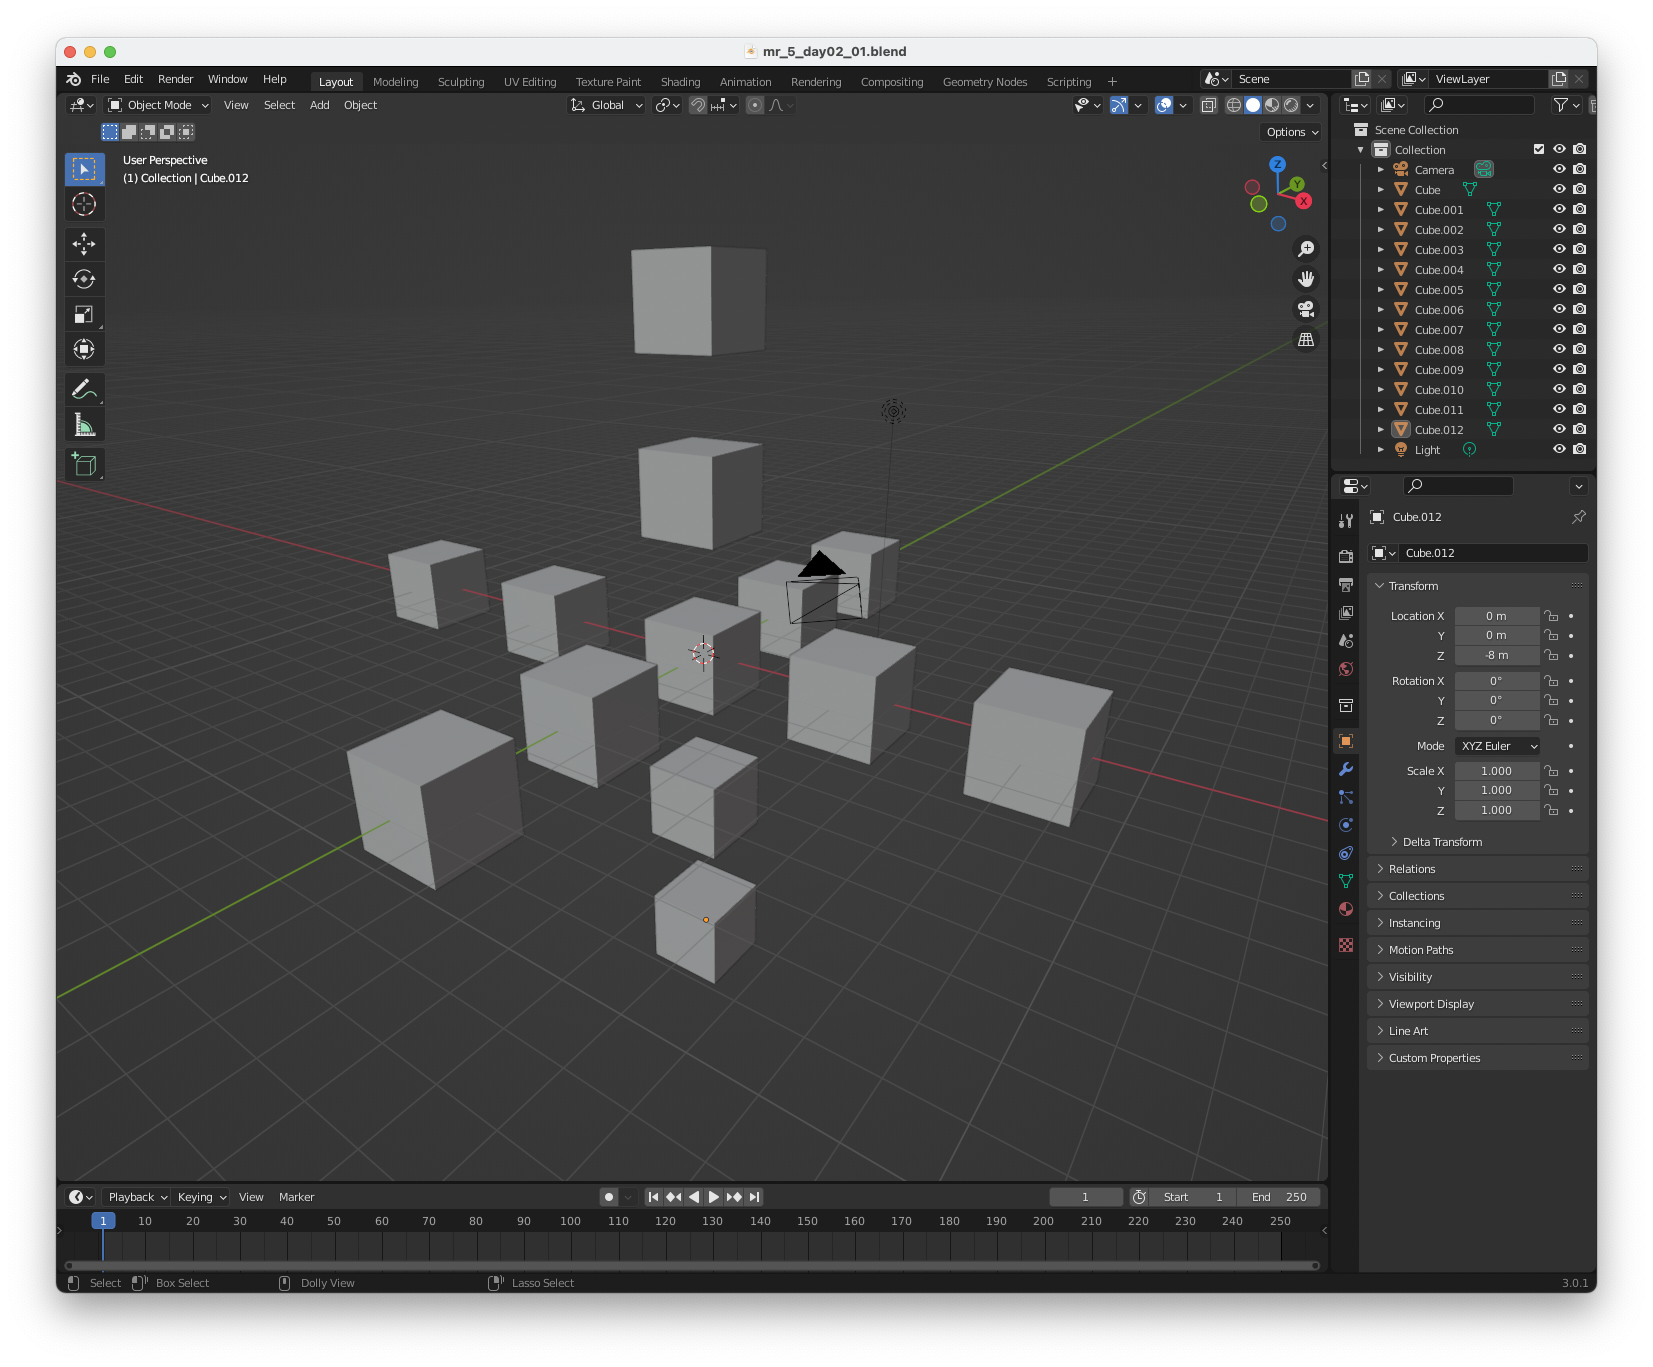 mr_5_day02_01.blend
File Edit Render Window Help Layout Modeling Sculpting UV Editing Texture Paint Shading Animation Rendering Compositing Geometry Nodes Scripting + Scene ViewLayer
Object Mode View Select Add Object Global
Options
User Perspective
(1) Collection | Cube.012
Z
Y
X
Scene Collection
Collection
Camera
Cube
Cube.001
Cube.002
Cube.003
Cube.004
Cube.005
Cube.006
Cube.007
Cube.008
Cube.009
Cube.010
Cube.011
Cube.012
Light
Cube.012
Cube.012
Transform
Location X 0 m
Y 0 m
Z -8 m
Rotation X 0°
Y 0°
Z 0°
Mode XYZ Euler
Scale X 1.000
Y 1.000
Z 1.000
Delta Transform
Relations
Collections
Instancing
Motion Paths
Visibility
Viewport Display
Line Art
Custom Properties
Playback Keying View Marker 1 Start 1 End 250
1 10 20 30 40 50 60 70 80 90 100 110 120 130 140 150 160 170 180 190 200 210 220 230 240 250
Select Box Select Dolly View Lasso Select 3.0.1